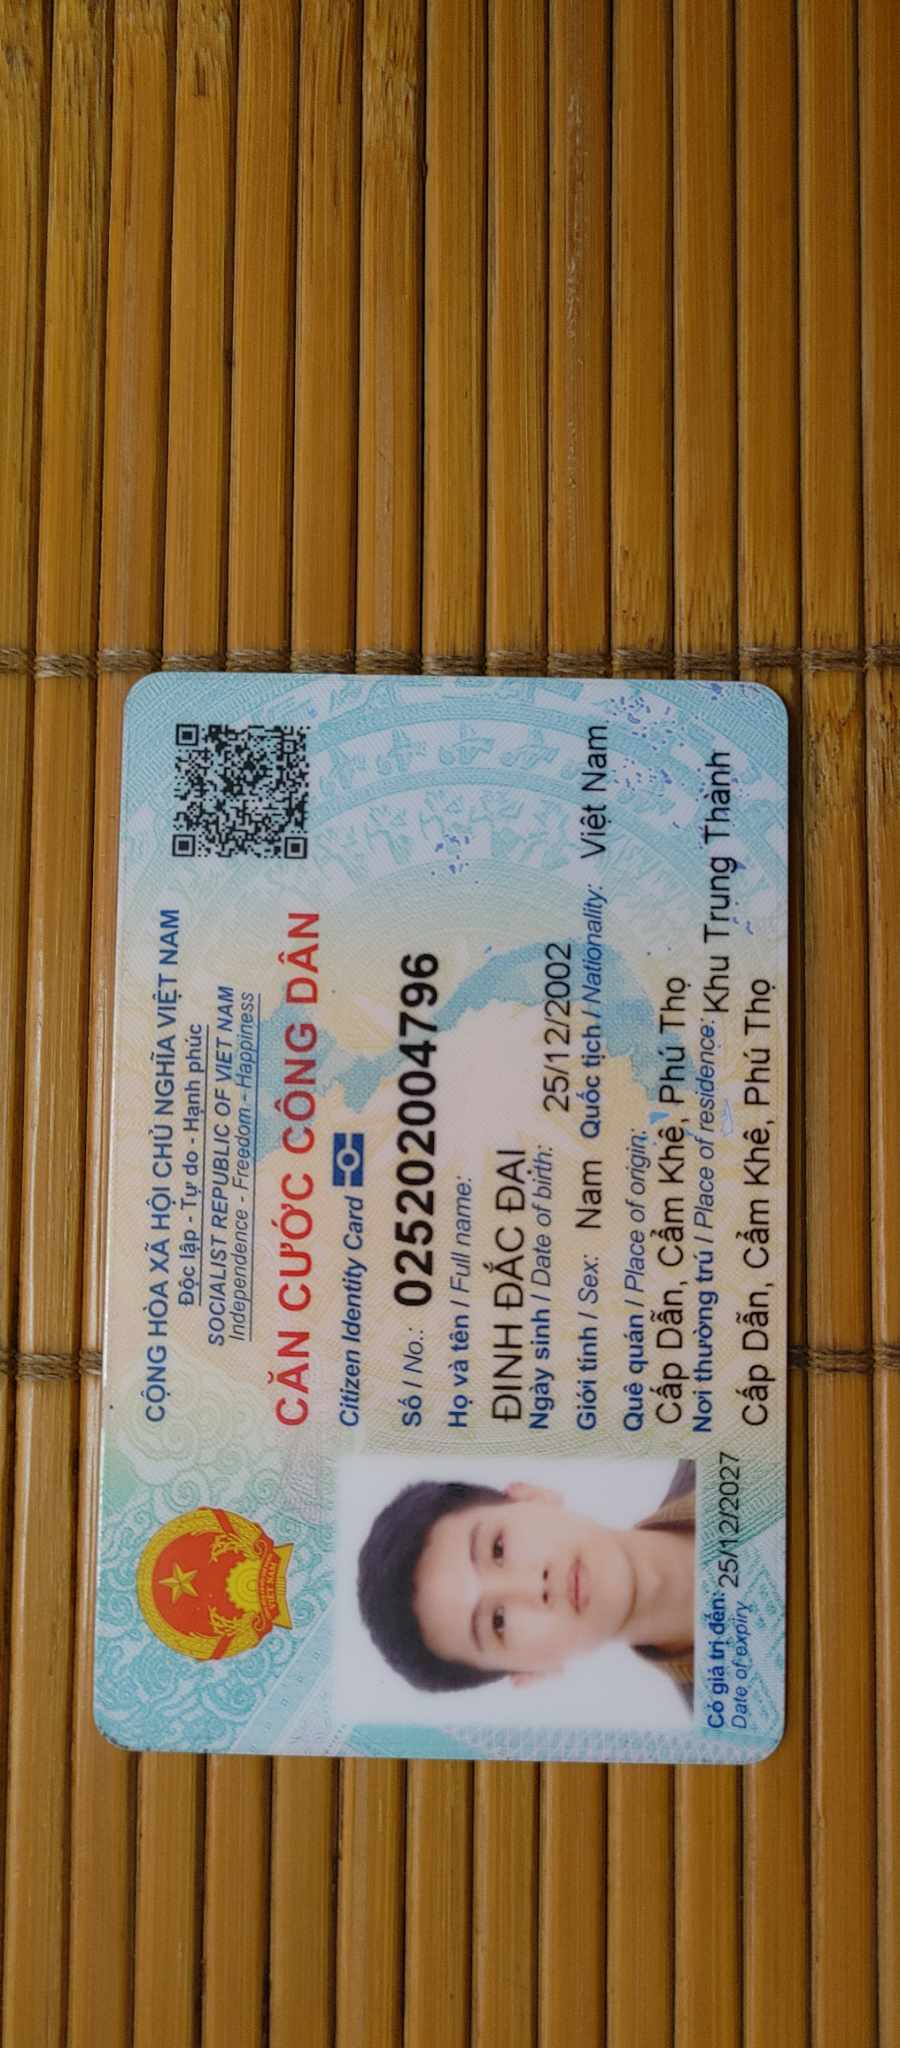 CỘNG HÒA XÃ HỘI CHỦ NGHĨA VIỆT NAM
Độc lập - Tự do - Hạnh phúc
SOCIALIST REPUBLIC OF VIET NAM
Independence - Freedom - Happiness
CĂN CƯỚC CÔNG DÂN
Citizen Identity Card
Số / No.: 025202004796
Họ và tên / Full name:
ĐINH ĐẮC ĐẠI
Ngày sinh / Date of birth: 25/12/2002
Giới tính / Sex: Nam Quốc tịch / Nationality: Việt Nam
Quê quán / Place of origin:
Cấp Dẫn, Cẩm Khê, Phú Thọ
Nơi thường trú / Place of residence: Khu Trung Thành
Cấp Dẫn, Cẩm Khê, Phú Thọ
Có giá trị đến: 25/12/2027
Date of expiry
VIỆT NAM